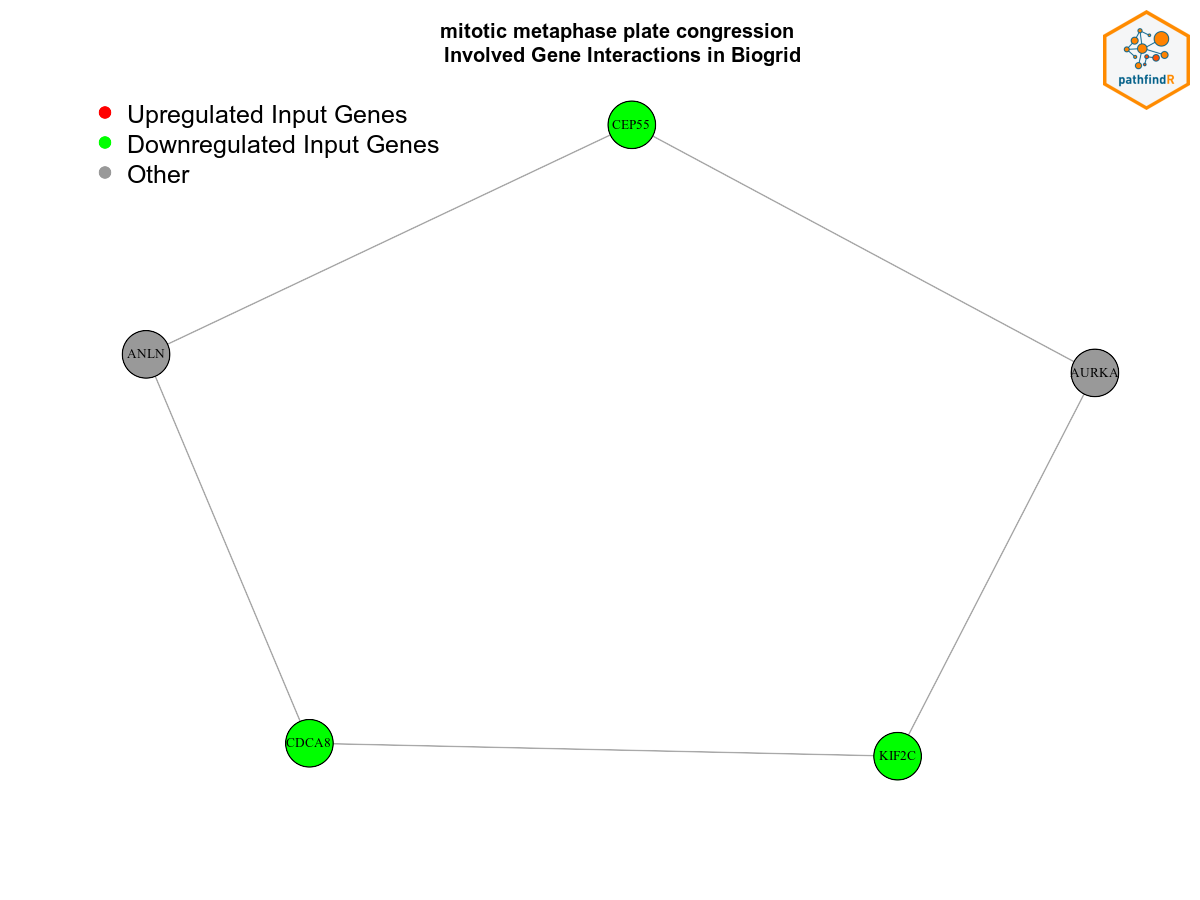 mitotic metaphase plate congression
Involved Gene Interactions in Biogrid
pathfindR
Upregulated Input Genes
Downregulated Input Genes
Other
CEP55
ANLN
AURKA
CDCA8
KIF2C